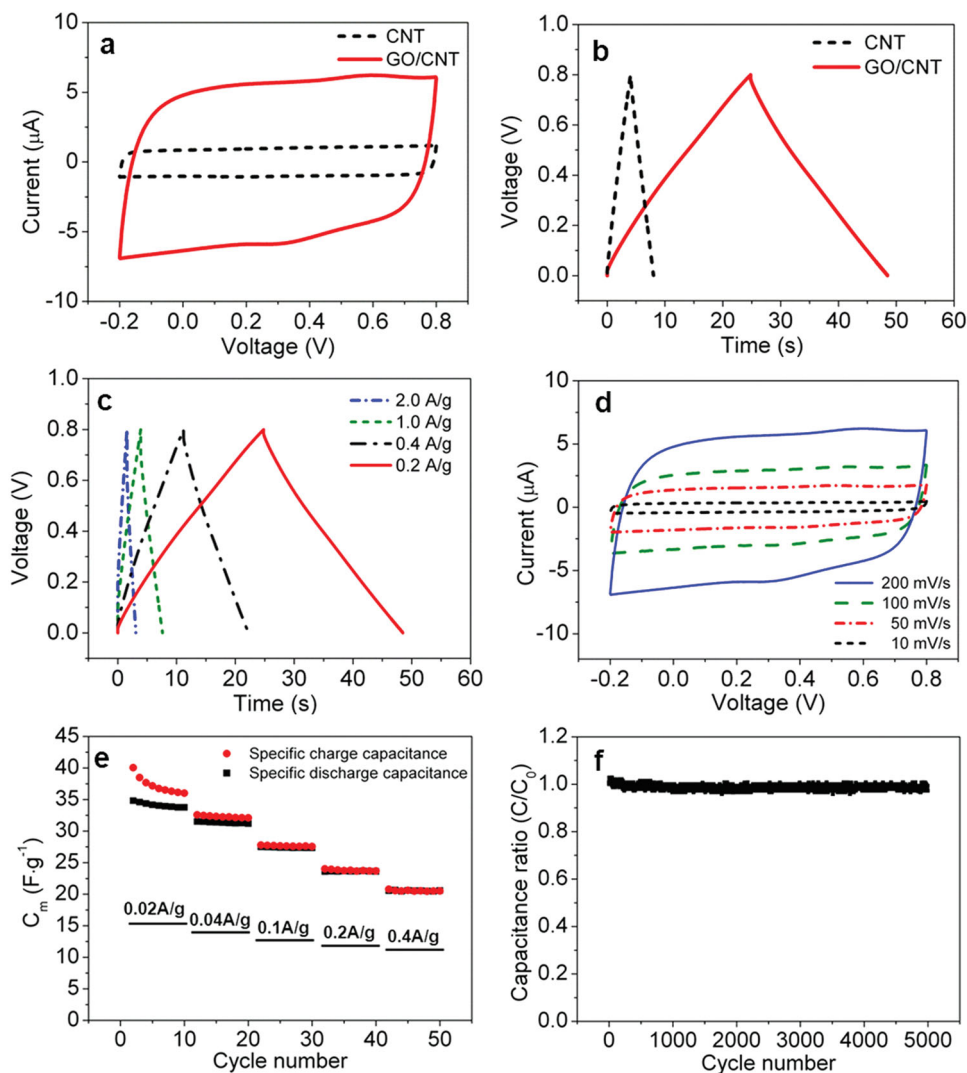 a
CNT
GO/CNT
10
5
0
-5
-10
Current (μA)
-0.2 0.0 0.2 0.4 0.6 0.8
Voltage (V)
b
CNT
GO/CNT
1.0
0.8
0.6
0.4
0.2
0.0
Voltage (V)
0 10 20 30 40 50 60
Time (s)
c
2.0 A/g
1.0 A/g
0.4 A/g
0.2 A/g
1.0
0.8
0.6
0.4
0.2
0.0
Voltage (V)
0 10 20 30 40 50 60
Time (s)
d
10
5
0
-5
-10
Current (μA)
200 mV/s
100 mV/s
50 mV/s
10 mV/s
-0.2 0.0 0.2 0.4 0.6 0.8
Voltage (V)
e
Specific charge capacitance
Specific discharge capacitance
45
40
35
30
25
20
15
10
5
0
Cm (F·g-1)
0.02A/g
0.04A/g
0.1A/g
0.2A/g
0.4A/g
0 10 20 30 40 50
Cycle number
f
1.2
1.0
0.8
0.6
0.4
0.2
0.0
Capacitance ratio (C/C0)
0 1000 2000 3000 4000 5000
Cycle number